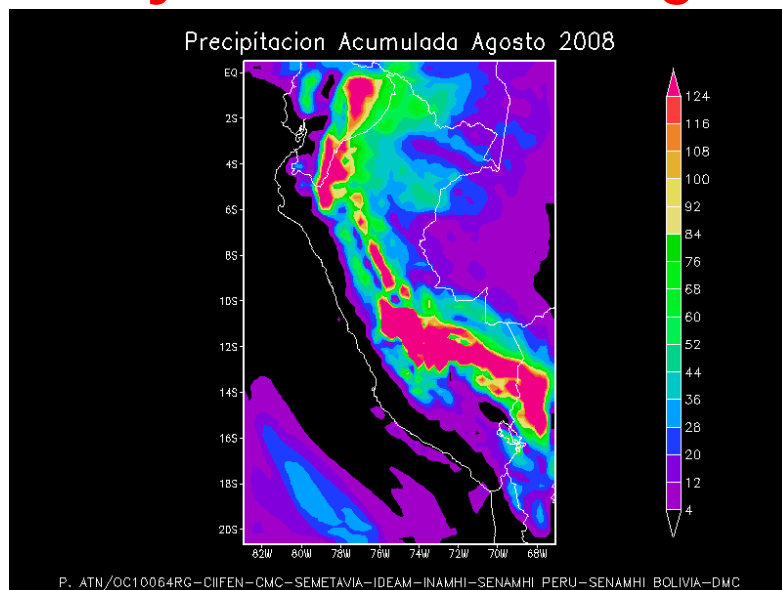 Precipitacion Acumulada Agosto 2008
EQ
2S
4S
6S
8S
10S
12S
14S
16S
18S
20S
82W 80W 78W 76W 74W 72W 70W 68W
124
116
108
100
92
84
76
68
60
52
44
36
28
20
12
4
P. ATN/OC10064RG-CIIFEN-CMC-SEMETAVIA-IDEAM-INAMHI-SENAMHI PERU-SENAMHI BOLIVIA-DMC